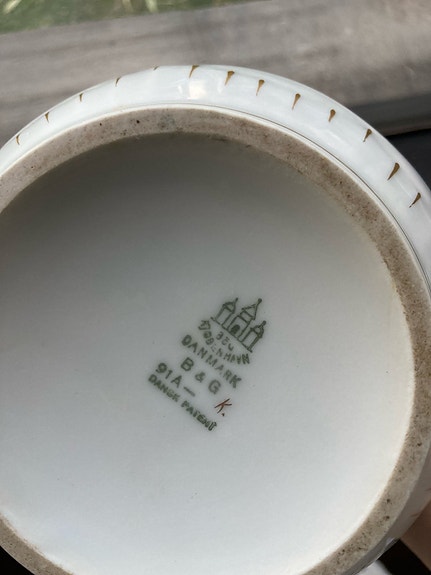 DANMARK
B & G
91A — K.
DANSK PATENT